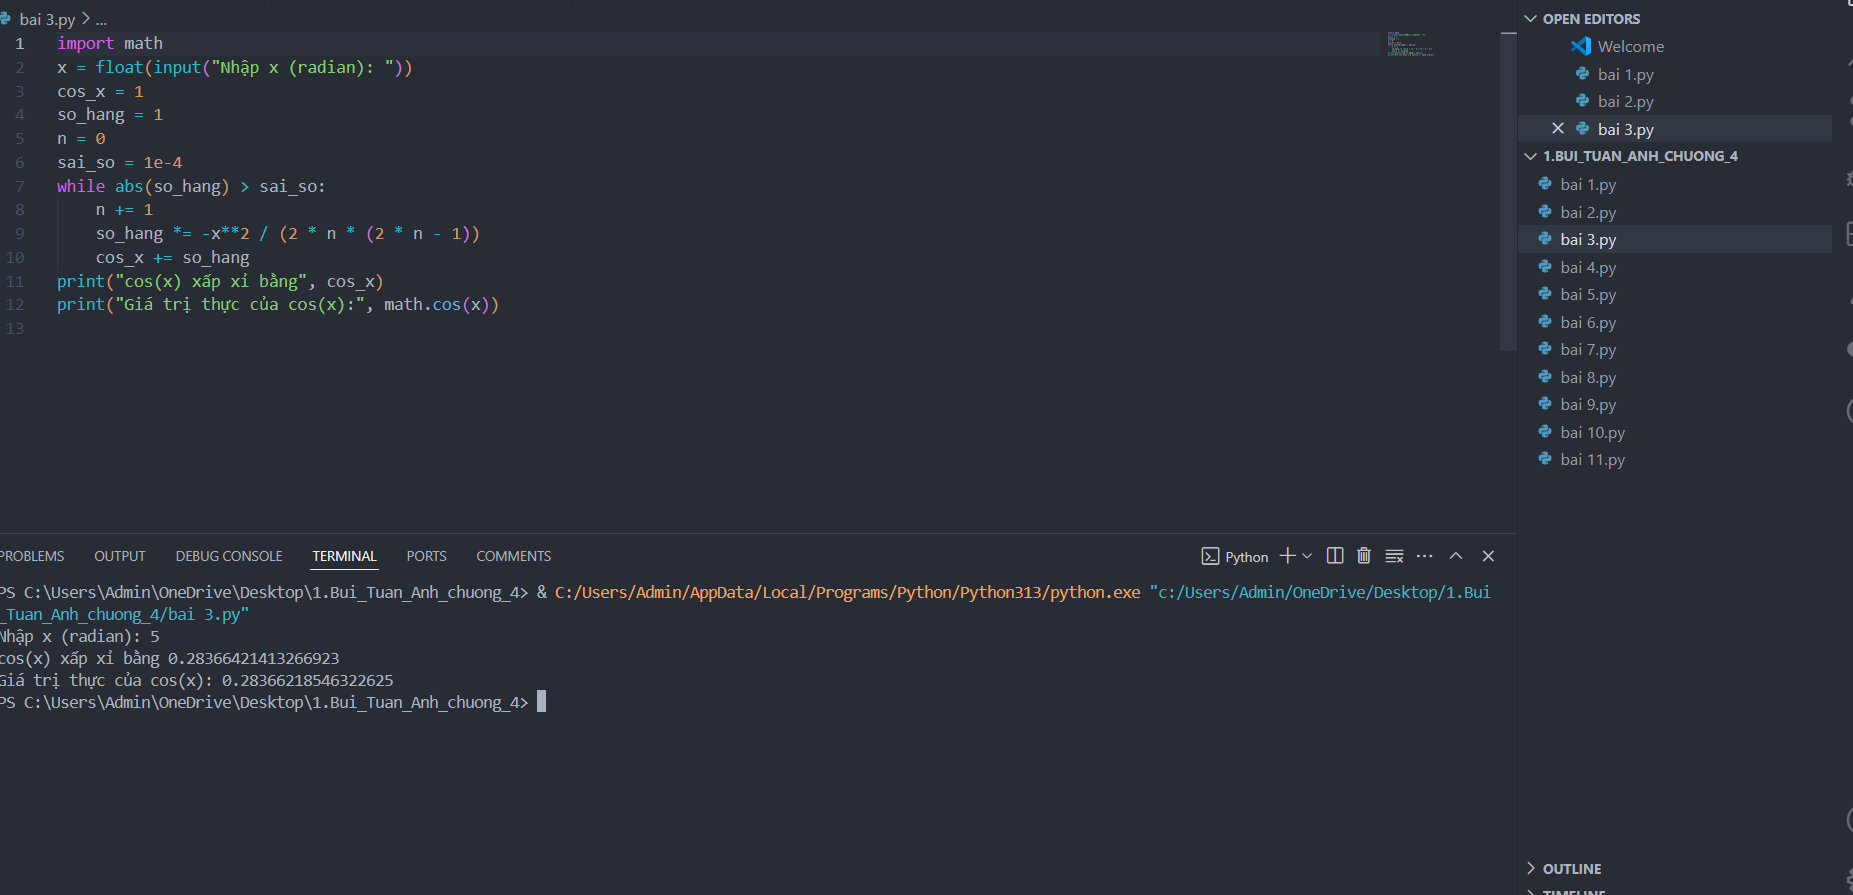 bai 3.py > ...
1 import math
2 x = float(input("Nhập x (radian): "))
3 cos_x = 1
4 so_hang = 1
5 n = 0
6 sai_so = 1e-4
7 while abs(so_hang) > sai_so:
8     n += 1
9     so_hang *= -x**2 / (2 * n * (2 * n - 1))
10     cos_x += so_hang
11 print("cos(x) xấp xỉ bằng", cos_x)
12 print("Giá trị thực của cos(x):", math.cos(x))
13
PROBLEMS OUTPUT DEBUG CONSOLE TERMINAL PORTS COMMENTS
Python
PS C:\Users\Admin\OneDrive\Desktop\1.Bui_Tuan_Anh_chuong_4> & C:/Users/Admin/AppData/Local/Programs/Python/Python313/python.exe "c:/Users/Admin/OneDrive/Desktop/1.Bui
_Tuan_Anh_chuong_4/bai 3.py"
Nhập x (radian): 5
cos(x) xấp xỉ bằng 0.28366421413266923
Giá trị thực của cos(x): 0.28366218546322625
PS C:\Users\Admin\OneDrive\Desktop\1.Bui_Tuan_Anh_chuong_4>
OPEN EDITORS
Welcome
bai 1.py
bai 2.py
bai 3.py
1.BUI_TUAN_ANH_CHUONG_4
bai 1.py
bai 2.py
bai 3.py
bai 4.py
bai 5.py
bai 6.py
bai 7.py
bai 8.py
bai 9.py
bai 10.py
bai 11.py
OUTLINE
TIMELINE